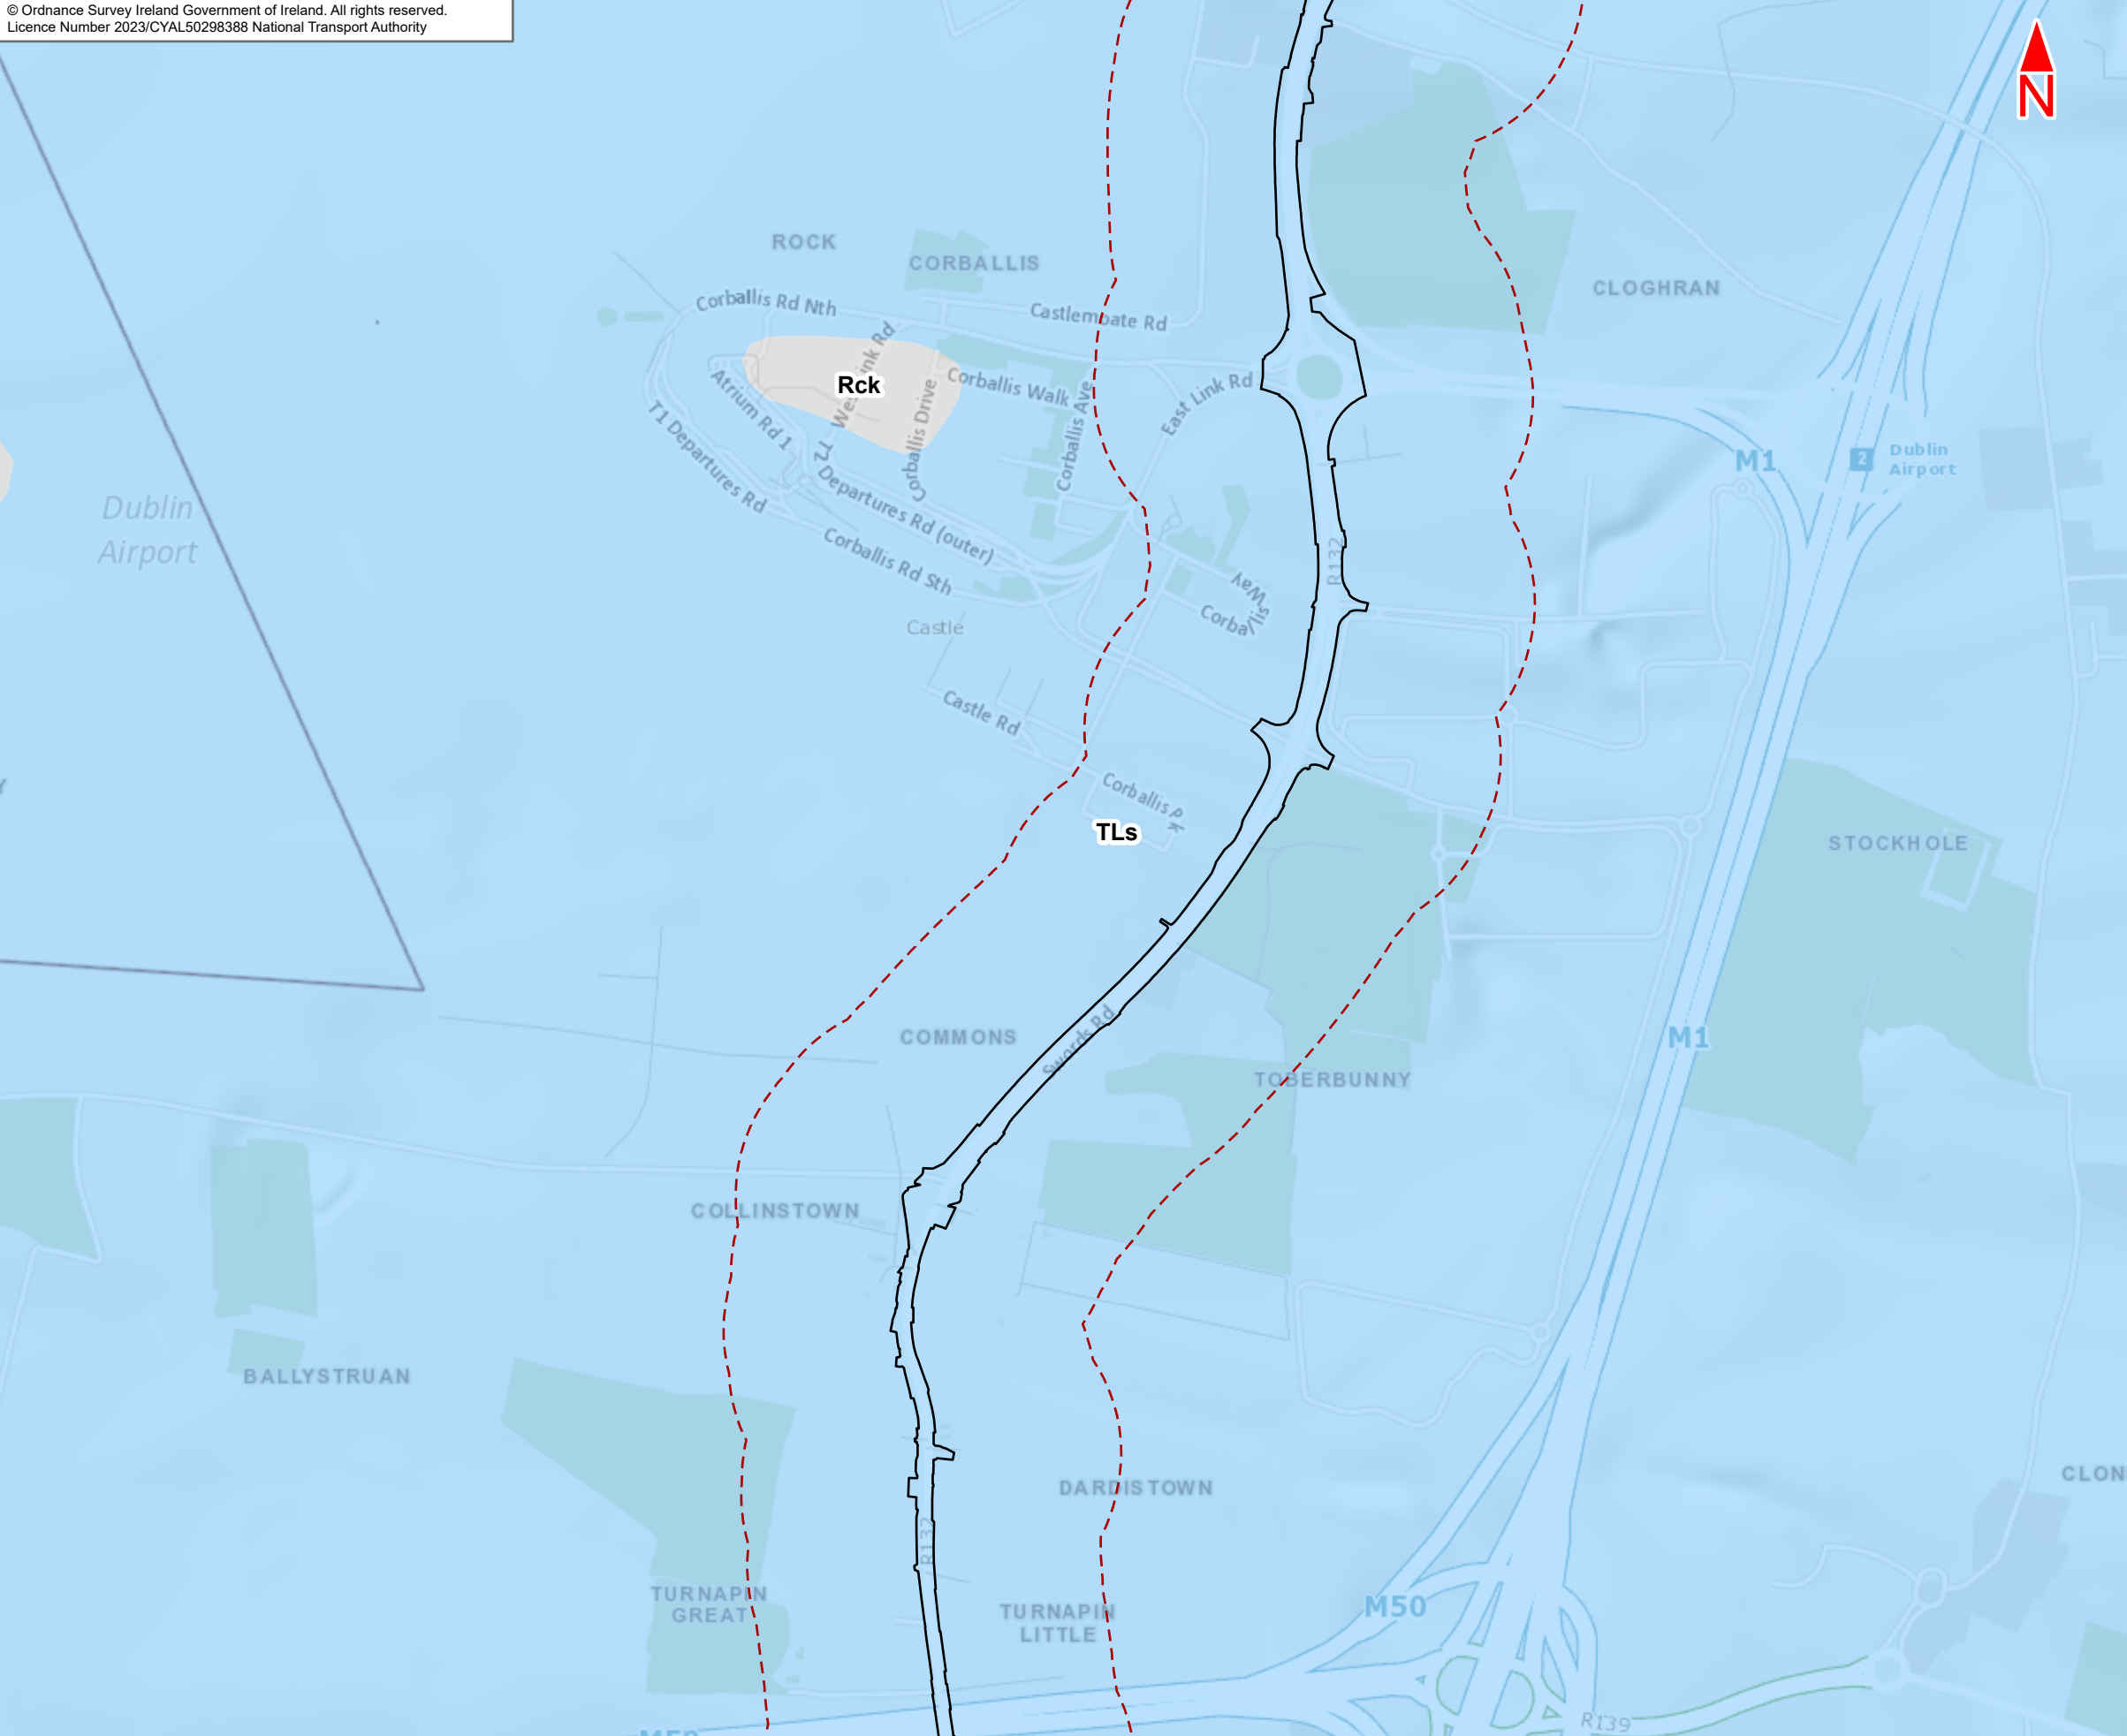 © Ordnance Survey Ireland Government of Ireland. All rights reserved.
Licence Number 2023/CYAL50298388 National Transport Authority
N
ROCK
CORBALLIS
CLOGHRAN
Corballis Rd Nth
Castlemoate Rd
Rck
Corballis Walk
East Link Rd
Atrium Rd 1
Corballis Drive
Corballis Ave
T1 Departures Rd
T2 Departures Rd (outer)
M1
2
Dublin
Airport
Dublin
Airport
Corballis Rd Sth
R132
Corballis Way
Castle
Castle Rd
Corballis Pk
TLs
STOCKHOLE
COMMONS
Swords Rd
M1
TOBERBUNNY
COLLINSTOWN
BALLYSTRUAN
DARDISTOWN
CLON
R132
TURNAPIN
GREAT
TURNAPIN
LITTLE
M50
R139
M50